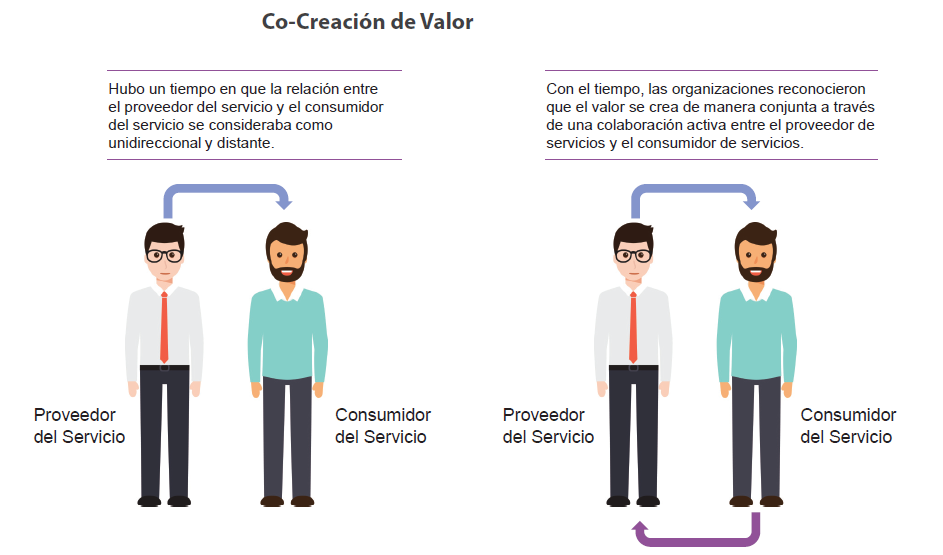 Co-Creación de Valor
Hubo un tiempo en que la relación entre
el proveedor del servicio y el consumidor
del servicio se consideraba como
unidireccional y distante.
Con el tiempo, las organizaciones reconocieron
que el valor se crea de manera conjunta a través
de una colaboración activa entre el proveedor de
servicios y el consumidor de servicios.
Proveedor
del Servicio
Consumidor
del Servicio
Proveedor
del Servicio
Consumidor
del Servicio